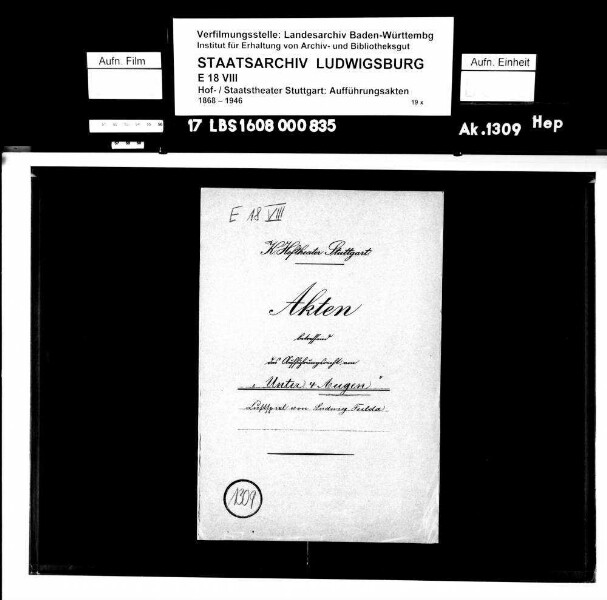 Verfilmungsstelle: Landesarchiv Baden-Württembg
Institut für Erhaltung von Archiv- und Bibliotheksgut
STAATSARCHIV LUDWIGSBURG
E 18 VIII
Hof- / Staatstheater Stuttgart: Aufführungsakten
1868 – 1946
19 x
Aufn. Film
Aufn. Einheit
17 LBS1608 000 835
Ak.1309 Hep
E 18 VIII
K. Hoftheater Stuttgart
Akten
betreffend
das Aufführungsrecht von
„Unter 4 Augen"
Lustspiel von Ludwig Fulda
1309